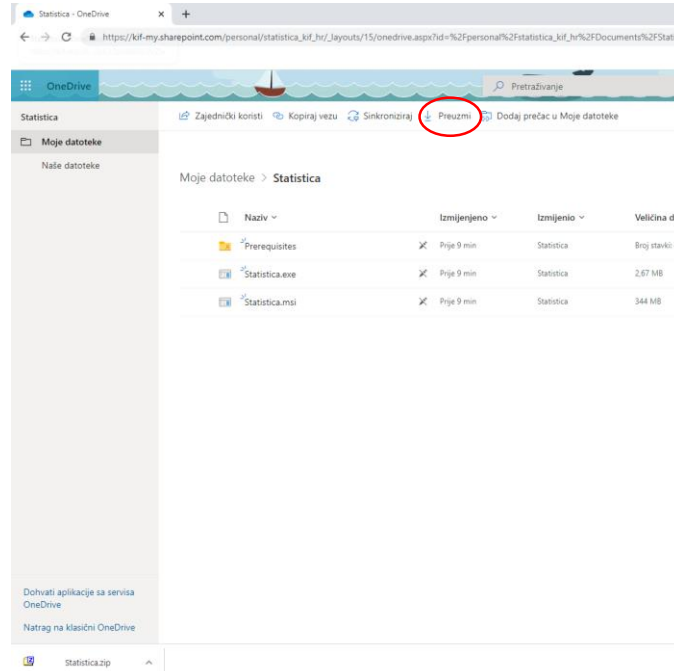 Statistica - OneDrive
https://kif-my.sharepoint.com/personal/statistica_kif_hr/_layouts/15/onedrive.aspx?id=%2Fpersonal%2Fstatistica_kif_hr%2FDocuments%2FStati
OneDrive
Pretraživanje
Statistica
Zajednički koristi Kopiraj vezu Sinkroniziraj Preuzmi Dodaj prečac u Moje datoteke
Moje datoteke
Naše datoteke
Moje datoteke > Statistica
Naziv Izmijenjeno Izmijenio Veličina d
Prerequisites Prije 9 min Statistica Broj stavki:
Statistica.exe Prije 9 min Statistica 2,67 MB
Statistica.msi Prije 9 min Statistica 344 MB
Dohvati aplikacije sa servisa
OneDrive
Natrag na klasični OneDrive
Statistica.zip